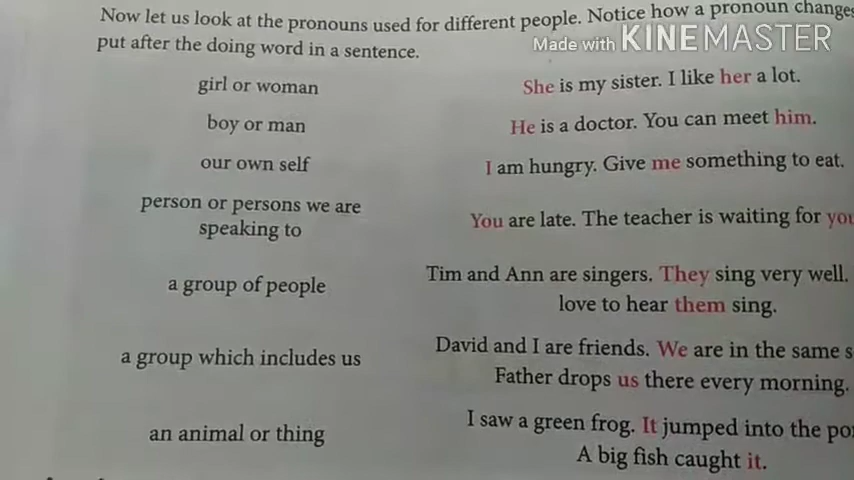 Now let us look at the pronouns used for different people. Notice how a pronoun changes
put after the doing word in a sentence.
Made with KINEMASTER
girl or woman
She is my sister. I like her a lot.
boy or man
He is a doctor. You can meet him.
our own self
I am hungry. Give me something to eat.
person or persons we are
speaking to
You are late. The teacher is waiting for you
a group of people
Tim and Ann are singers. They sing very well.
love to hear them sing.
a group which includes us
David and I are friends. We are in the same
Father drops us there every morning.
an animal or thing
I saw a green frog. It jumped into the
A big fish caught it.